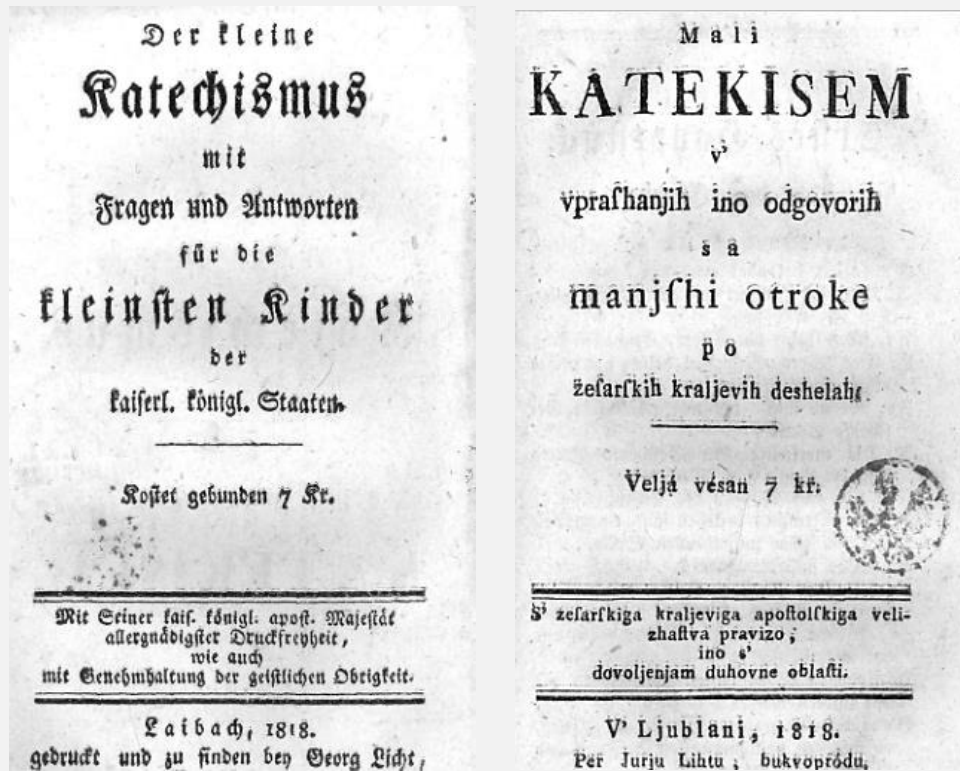 Der kleine
Katechismus
mit
Fragen und Antworten
für die
kleinſten Kinder
der
kaiſerl. königl. Staaten.
Koſtet gebunden 7 Kr.
Mit Seiner kaiſ. königl. apoſt. Majeſtät
allergnädigſter Druckfreyheit,
wie auch
mit Genehmhaltung der geiſtlichen Obrigkeit.
Laibach, 1818.
gedruckt und zu finden bey Georg Licht,
Mali
KATEKISEM
v'
vpraſhanjih ino odgovorih
sa
manjſhi otroke
po
zeſarſkih kraljevih deshelah.
Veljá vésan 7 kr.
S' zeſarſkiga kraljeviga apoſtolſkiga veli-
zhaſtva pravizo,
ino s'
dovoljenjam duhovne oblaſti.
V' Ljublani, 1818.
Per Jurju Lihtu, bukvopródu,